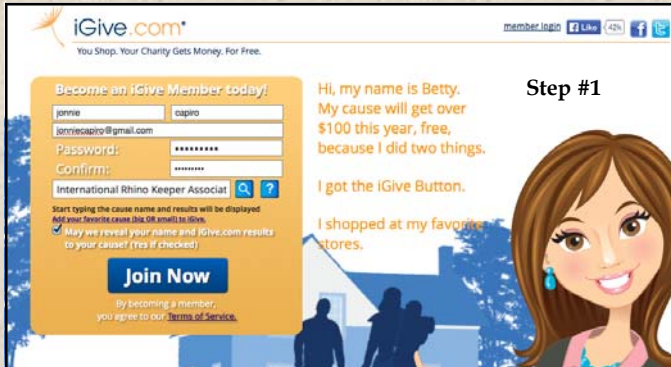 iGive.com
member login
Like
42k
You Shop. Your Charity Gets Money. For Free.
Become an iGive Member today!
jonnie
capiro
jonniecapiro@gmail.com
Password:
•••••••••
Confirm:
•••••••••
International Rhino Keeper Associat
?
Start typing the cause name and results will be displayed
Add your favorite cause (big OR small) to iGive.
May we reveal your name and iGive.com results
to your cause? (Yes if checked)
Join Now
By becoming a member,
you agree to our Terms of Service.
Hi, my name is Betty.
My cause will get over
$100 this year, free,
because I did two things.
I got the iGive Button.
I shopped at my favorite
stores.
Step #1